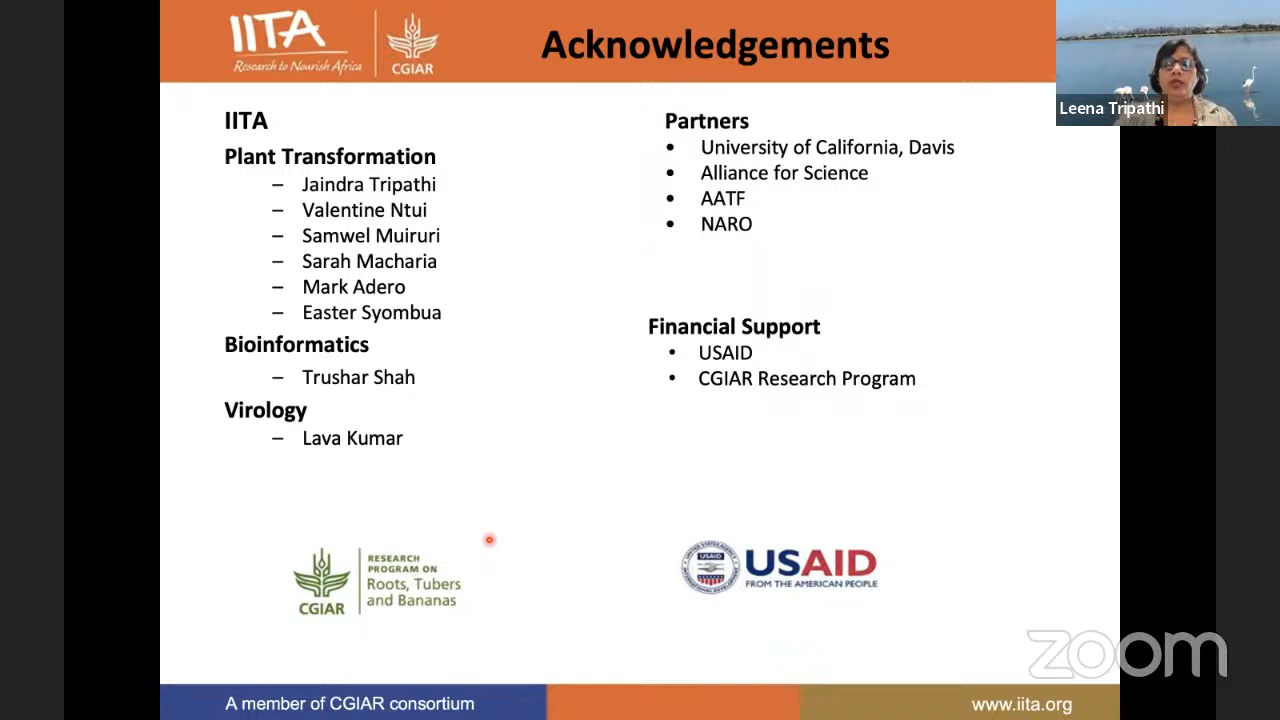 IITA
Research to Nourish Africa
CGIAR
Acknowledgements
Leena Tripathi
IITA
Plant Transformation
– Jaindra Tripathi
– Valentine Ntui
– Samwel Muiruri
– Sarah Macharia
– Mark Adero
– Easter Syombua
Bioinformatics
– Trushar Shah
Virology
– Lava Kumar
Partners
• University of California, Davis
• Alliance for Science
• AATF
• NARO
Financial Support
• USAID
• CGIAR Research Program
CGIAR
RESEARCH
PROGRAM ON
Roots, Tubers
and Bananas
USAID
USAID
FROM THE AMERICAN PEOPLE
zoom
A member of CGIAR consortium
www.iita.org